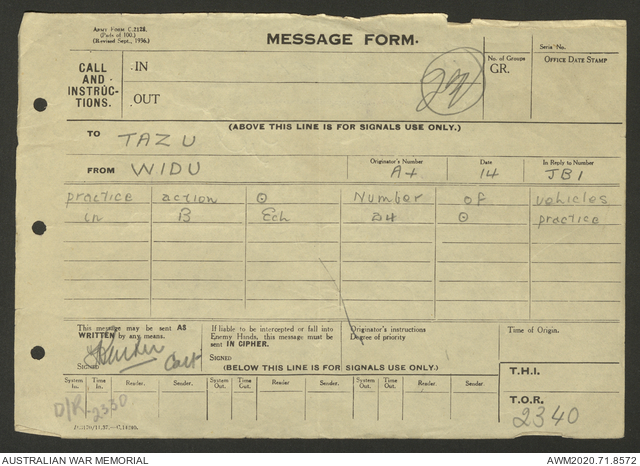 ARMY FORM C.2128.
(Pads of 100.)
(Revised Sept., 1936.)
MESSAGE FORM.
No. of Groups
GR.
Serial No.
OFFICE DATE STAMP
CALL
AND
INSTRUC-
TIONS.
IN
OUT
(ABOVE THIS LINE IS FOR SIGNALS USE ONLY.)
TO TAZU
FROM WIDU
Originator's Number
A4
Date
14
In Reply to Number
JB1
practice action ⊙ Number of vehicles
in B Ech 24 ⊙ practice
This message may be sent AS
WRITTEN by any means.
SIGNED
Capt
If liable to be intercepted or fall into
Enemy Hands, this message must be
sent IN CIPHER.
SIGNED
Originator's instructions
Degree of priority
Time of Origin.
(BELOW THIS LINE IS FOR SIGNALS USE ONLY.)
T.H.I.
System In.
Time In.
Reader.
Sender.
System Out.
Time Out.
Reader.
Sender.
System Out.
Time Out.
Reader.
Sender.
T.O.R.
2340
D/R 2330
AUSTRALIAN WAR MEMORIAL
AWM2020.71.8572